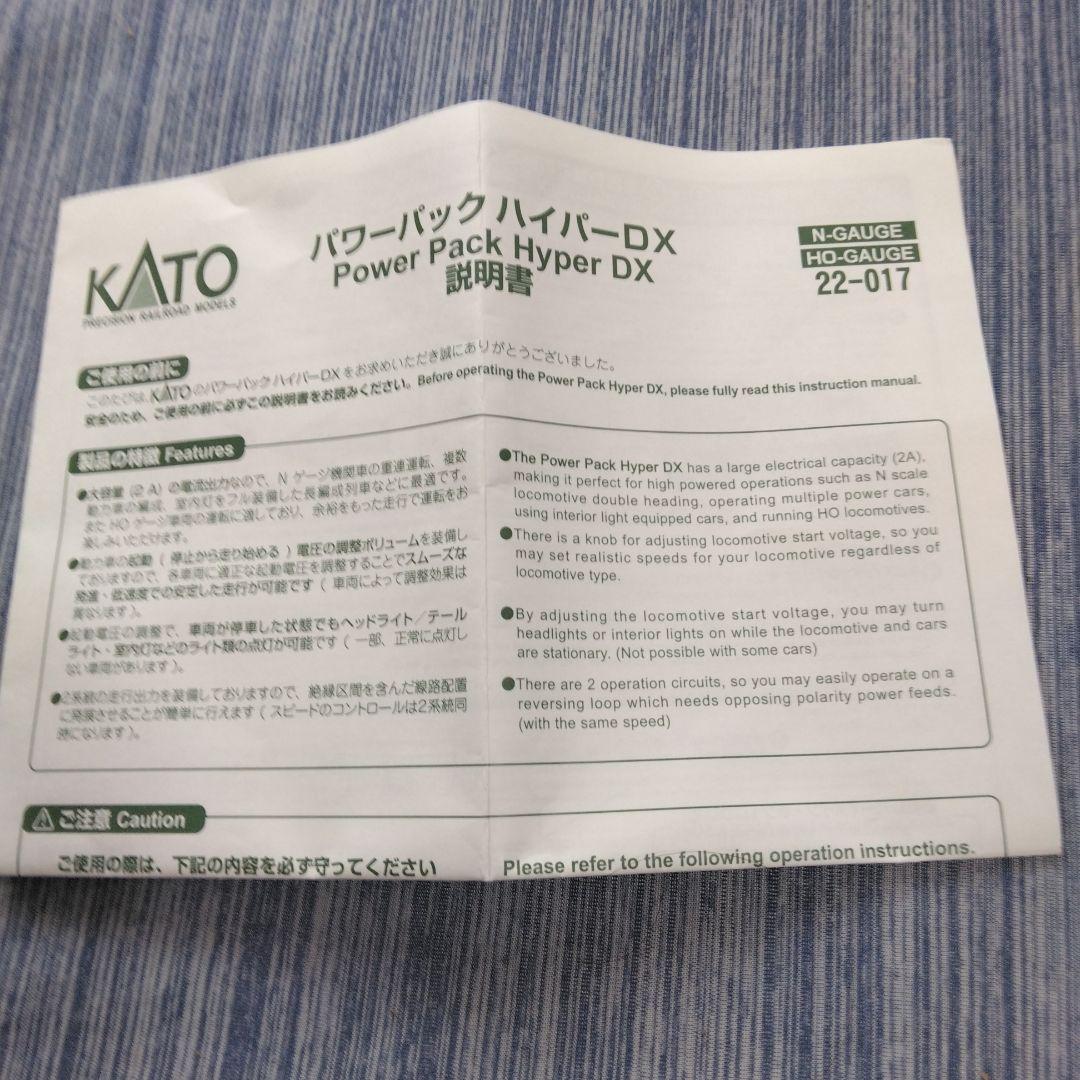 KATO
PRECISION RAILROAD MODELS
パワーパック ハイパーDX
Power Pack Hyper DX
説明書
N-GAUGE
HO-GAUGE
22-017
ご使用の前に
このたびは、KATOのパワーパック ハイパーDXをお求めいただき誠にありがとうございました。
安全のため、ご使用の前に必ずこの説明書をお読みください。Before operating the Power Pack Hyper DX, please fully read this instruction manual.
製品の特徴 Features
●大容量（2 A）の電流出力なので、N ゲージ機関車の重連運転、複数
動力車の編成、室内灯をフル装備した長編成列車などに最適です。
また HO ゲージ車両の運転に適しており、余裕をもった走行で運転をお
楽しみいただけます。
●動力車の起動（停止から走り始める）電圧の調整ボリュームを装備し
ておりますので、各車両に適正な起動電圧を調整することでスムーズな
発進・低速度での安定した走行が可能です（車両によって調整効果は
異なります）。
●起動電圧の調整で、車両が停車した状態でもヘッドライト／テール
ライト・室内灯などのライト類の点灯が可能です（一部、正常に点灯し
ない車両があります）。
●2系統の走行出力を装備しておりますので、絶縁区間を含んだ線路配置
に発展させることが簡単に行えます（スピードのコントロールは2系統同
時になります）。
●The Power Pack Hyper DX has a large electrical capacity (2A),
making it perfect for high powered operations such as N scale
locomotive double heading, operating multiple power cars,
using interior light equipped cars, and running HO locomotives.
●There is a knob for adjusting locomotive start voltage, so you
may set realistic speeds for your locomotive regardless of
locomotive type.
●By adjusting the locomotive start voltage, you may turn
headlights or interior lights on while the locomotive and cars
are stationary. (Not possible with some cars)
●There are 2 operation circuits, so you may easily operate on a
reversing loop which needs opposing polarity power feeds.
(with the same speed)
ご注意 Caution
ご使用の際は、下記の内容を必ず守ってください
Please refer to the following operation instructions.